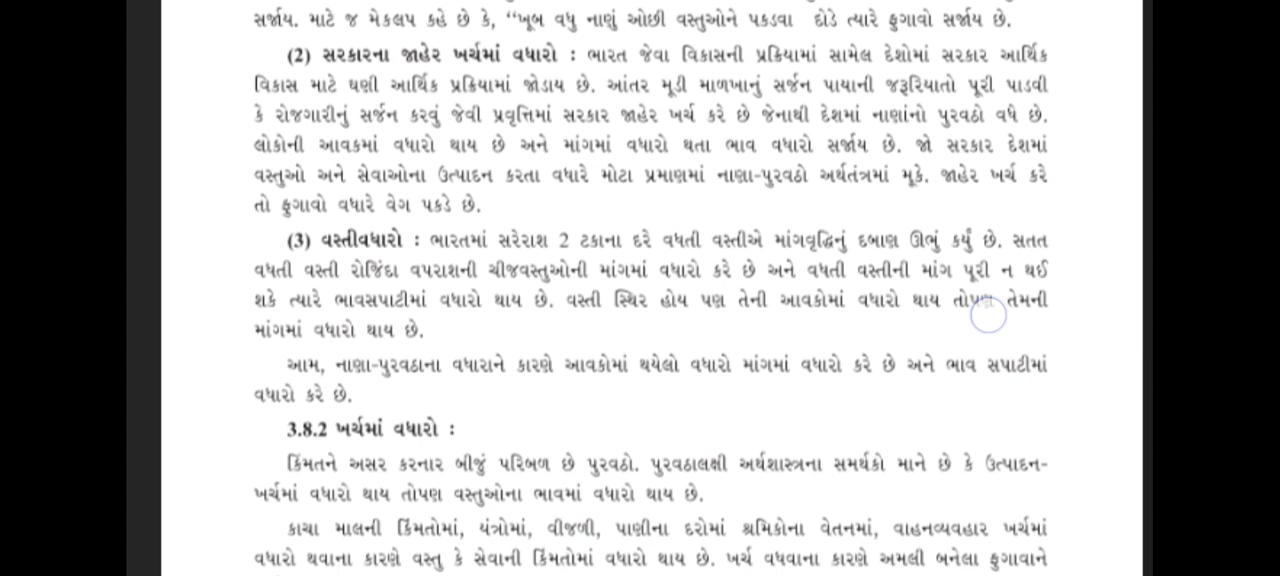 સર્જાય. માટે જ મેકલપ કહે છે કે, “ખૂબ વધુ નાણું ઓછી વસ્તુઓને પકડવા દોડે ત્યારે ફુગાવો સર્જાય છે.
(2) સરકારના જાહેર ખર્ચમાં વધારો : ભારત જેવા વિકાસની પ્રક્રિયામાં સામેલ દેશોમાં સરકાર આર્થિક
વિકાસ માટે ઘણી આર્થિક પ્રક્રિયામાં જોડાય છે. આંતર મૂડી માળખાનું સર્જન પાયાની જરૂરિયાતો પૂરી પાડવી
કે રોજગારીનું સર્જન કરવું જેવી પ્રવૃત્તિમાં સરકાર જાહેર ખર્ચ કરે છે જેનાથી દેશમાં નાણાંનો પુરવઠો વધે છે.
લોકોની આવકમાં વધારો થાય છે અને માંગમાં વધારો થતા ભાવ વધારો સર્જાય છે. જો સરકાર દેશમાં
વસ્તુઓ અને સેવાઓના ઉત્પાદન કરતા વધારે મોટા પ્રમાણમાં નાણા-પુરવઠો અર્થતંત્રમાં મૂકે. જાહેર ખર્ચ કરે
તો ફુગાવો વધારે વેગ પકડે છે.
(3) વસ્તીવધારો : ભારતમાં સરેરાશ 2 ટકાના દરે વધતી વસ્તીએ માંગવૃદ્ધિનું દબાણ ઊભું કર્યું છે. સતત
વધતી વસ્તી રોજિંદા વપરાશની ચીજવસ્તુઓની માંગમાં વધારો કરે છે અને વધતી વસ્તીની માંગ પૂરી ન થઈ
શકે ત્યારે ભાવસપાટીમાં વધારો થાય છે. વસ્તી સ્થિર હોય પણ તેની આવકોમાં વધારો થાય તોપણ તેમની
માંગમાં વધારો થાય છે.
આમ, નાણા-પુરવઠાના વધારાને કારણે આવકોમાં થયેલો વધારો માંગમાં વધારો કરે છે અને ભાવ સપાટીમાં
વધારો કરે છે.
3.8.2 ખર્ચમાં વધારો :
કિંમતને અસર કરનાર બીજું પરિબળ છે પુરવઠો. પુરવઠાલક્ષી અર્થશાસ્ત્રના સમર્થકો માને છે કે ઉત્પાદન-
ખર્ચમાં વધારો થાય તોપણ વસ્તુઓના ભાવમાં વધારો થાય છે.
કાચા માલની કિંમતોમાં, યંત્રોમાં, વીજળી, પાણીના દરોમાં શ્રમિકોના વેતનમાં, વાહનવ્યવહાર ખર્ચમાં
વધારો થવાના કારણે વસ્તુ કે સેવાની કિંમતોમાં વધારો થાય છે. ખર્ચ વધવાના કારણે અમલી બનેલા ફુગાવાને